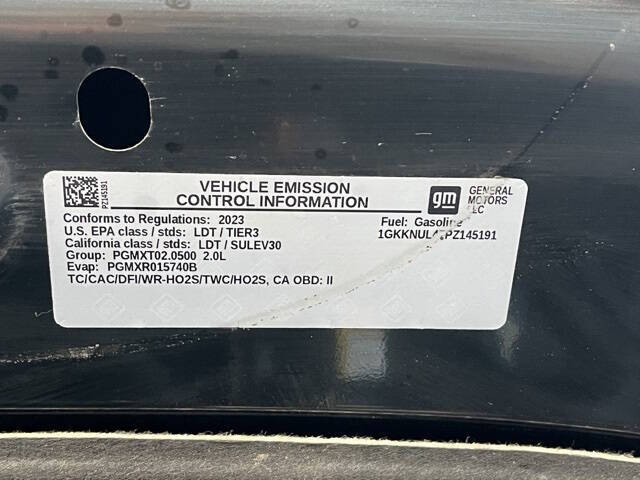 PZ145191
VEHICLE EMISSION
CONTROL INFORMATION
gm
GENERAL
MOTORS
LLC
Conforms to Regulations: 2023
U.S. EPA class / stds: LDT / TIER3
California class / stds: LDT / SULEV30
Group: PGMXT02.0500 2.0L
Evap: PGMXR015740B
TC/CAC/DFI/WR-HO2S/TWC/HO2S, CA OBD: II
Fuel: Gasoline